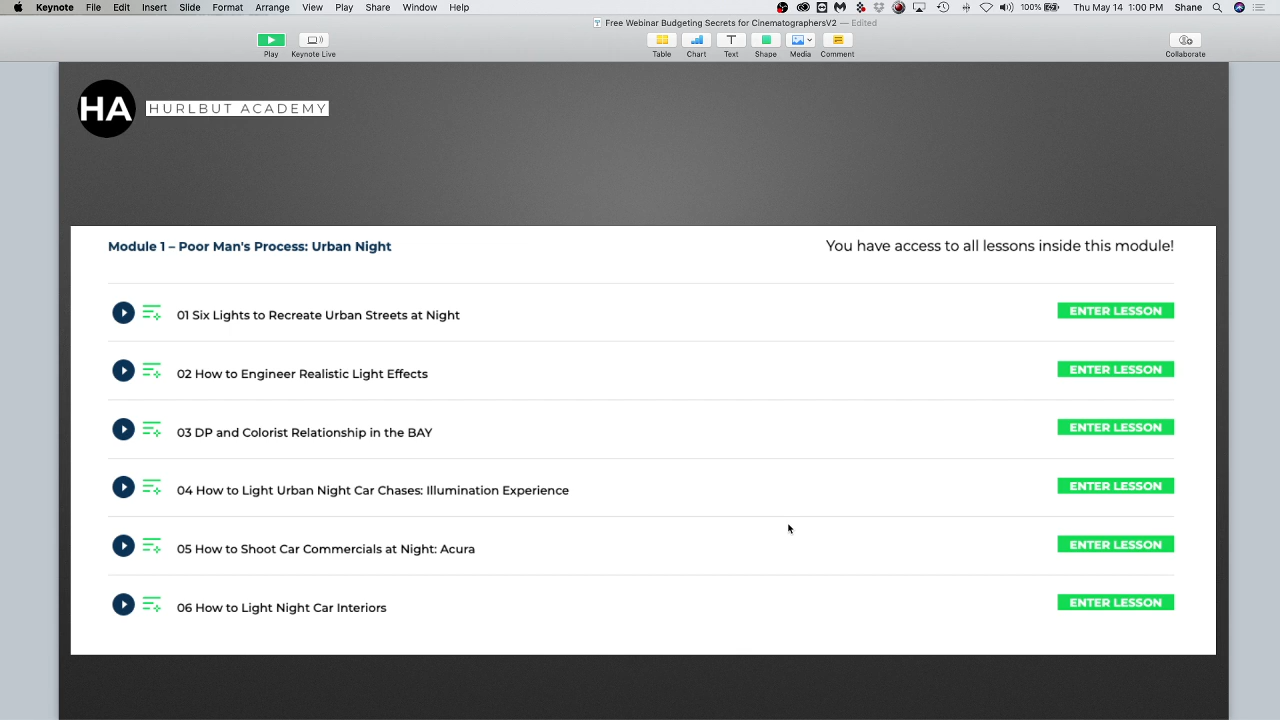 Keynote File Edit Insert Slide Format Arrange View Play Share Window Help 100% Thu May 14 1:00 PM Shane
Free Webinar Budgeting Secrets for CinematographersV2 — Edited
Play Keynote Live Table Chart Text Shape Media Comment Collaborate
HA HURLBUT ACADEMY
Module 1 – Poor Man's Process: Urban Night You have access to all lessons inside this module!
01 Six Lights to Recreate Urban Streets at Night ENTER LESSON
02 How to Engineer Realistic Light Effects ENTER LESSON
03 DP and Colorist Relationship in the BAY ENTER LESSON
04 How to Light Urban Night Car Chases: Illumination Experience ENTER LESSON
05 How to Shoot Car Commercials at Night: Acura ENTER LESSON
06 How to Light Night Car Interiors ENTER LESSON